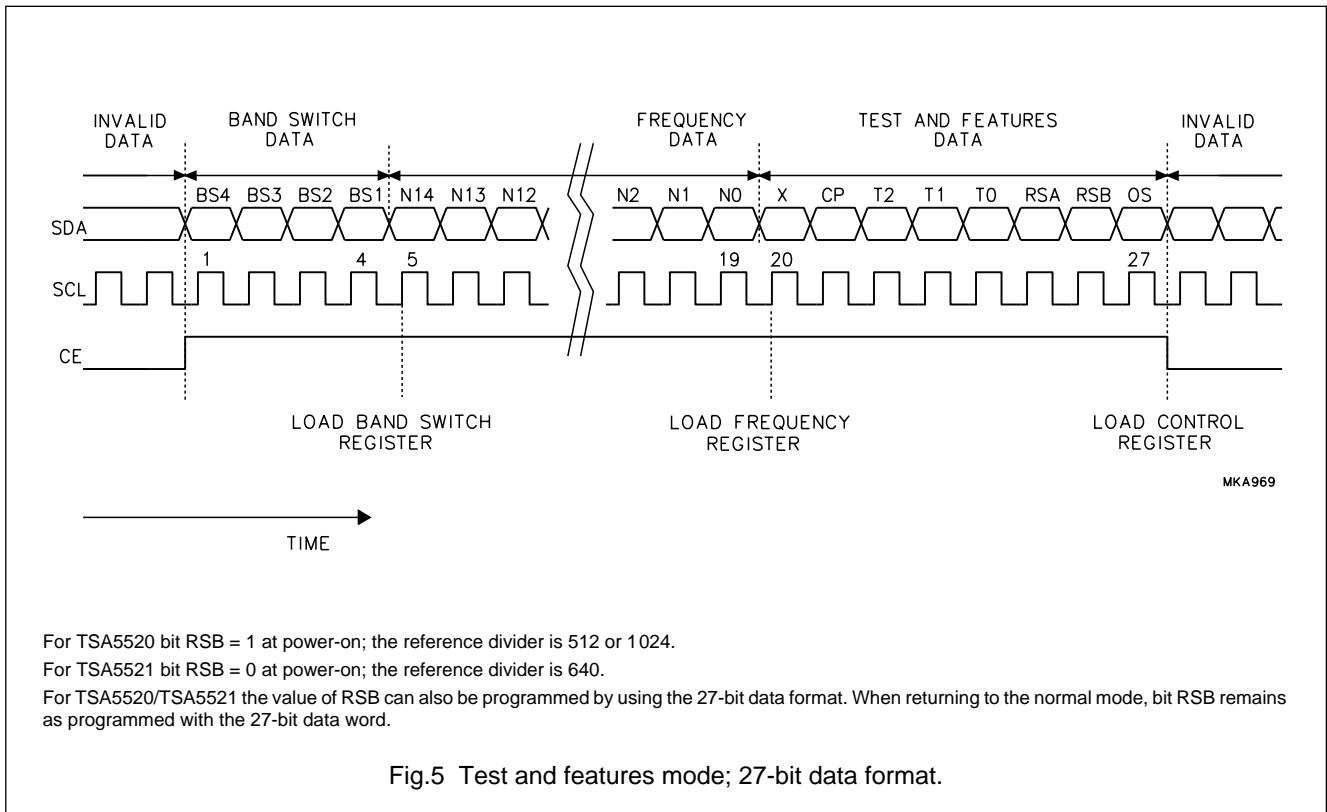 INVALID DATA
BAND SWITCH DATA
FREQUENCY DATA
TEST AND FEATURES DATA
INVALID DATA
BS4 BS3 BS2 BS1 N14 N13 N12 N2 N1 N0 X CP T2 T1 T0 RSA RSB OS
SDA
1 4 5 19 20 27
SCL
CE
LOAD BAND SWITCH
REGISTER
LOAD FREQUENCY
REGISTER
LOAD CONTROL
REGISTER
MKA969
TIME
For TSA5520 bit RSB = 1 at power-on; the reference divider is 512 or 1024.
For TSA5521 bit RSB = 0 at power-on; the reference divider is 640.
For TSA5520/TSA5521 the value of RSB can also be programmed by using the 27-bit data format. When returning to the normal mode, bit RSB remains
as programmed with the 27-bit data word.
Fig.5 Test and features mode; 27-bit data format.